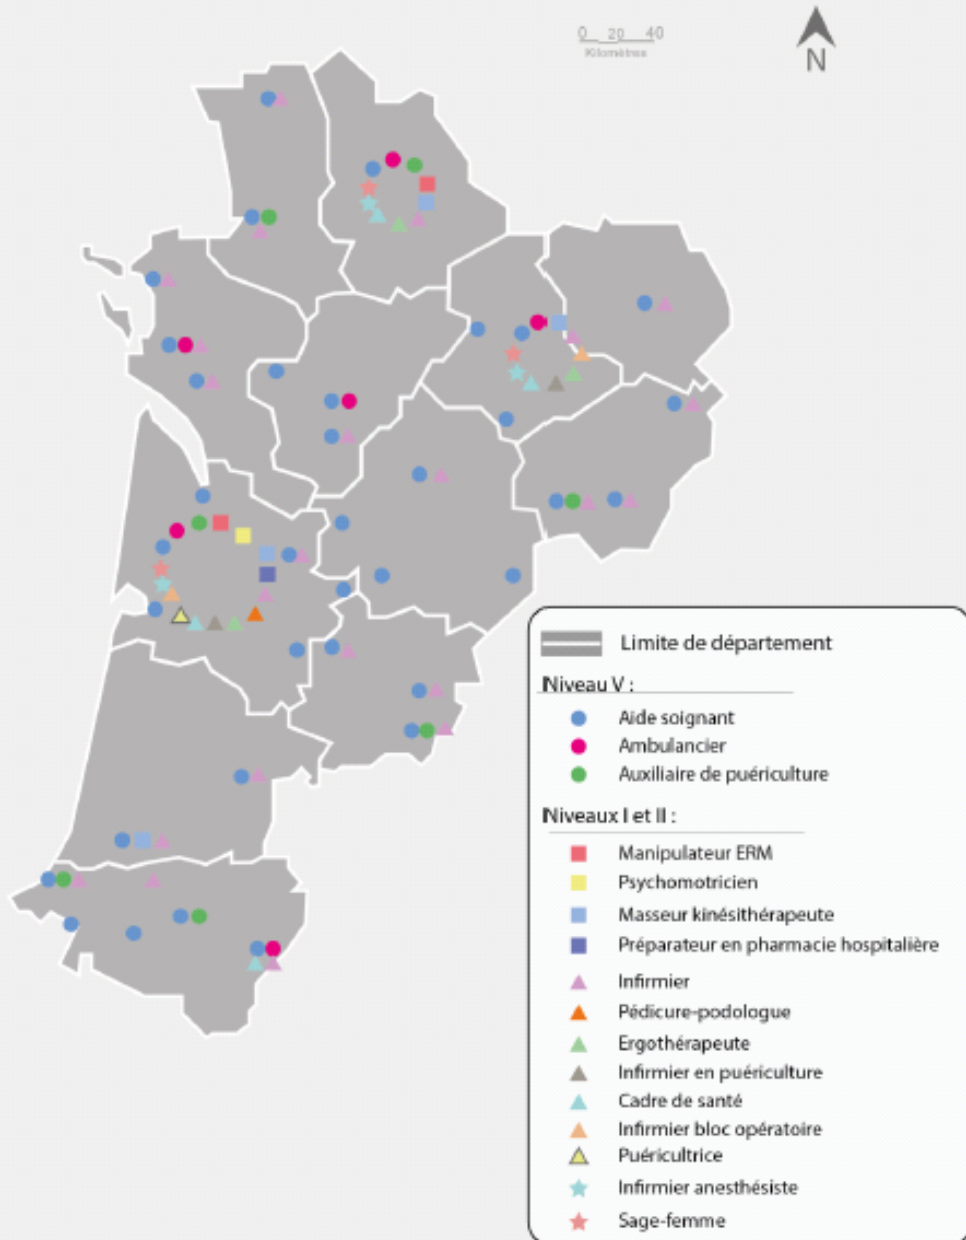 0 20 40
Kilomètres
N
Limite de département
Niveau V :
Aide soignant
Ambulancier
Auxiliaire de puériculture
Niveaux I et II :
Manipulateur ERM
Psychomotricien
Masseur kinésithérapeute
Préparateur en pharmacie hospitalière
Infirmier
Pédicure-podologue
Ergothérapeute
Infirmier en puériculture
Cadre de santé
Infirmier bloc opératoire
Puéricultrice
Infirmier anesthésiste
Sage-femme